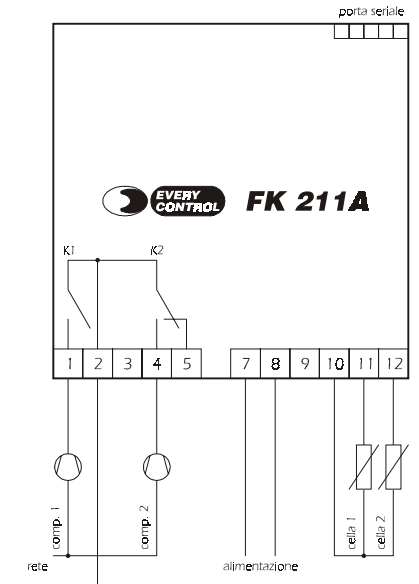 porta seriale
EVERY
CONTROL
FK 211A
K1 K2
1 2 3 4 5 7 8 9 10 11 12
comp. 1
comp. 2
cella 1
cella 2
rete
alimentazione